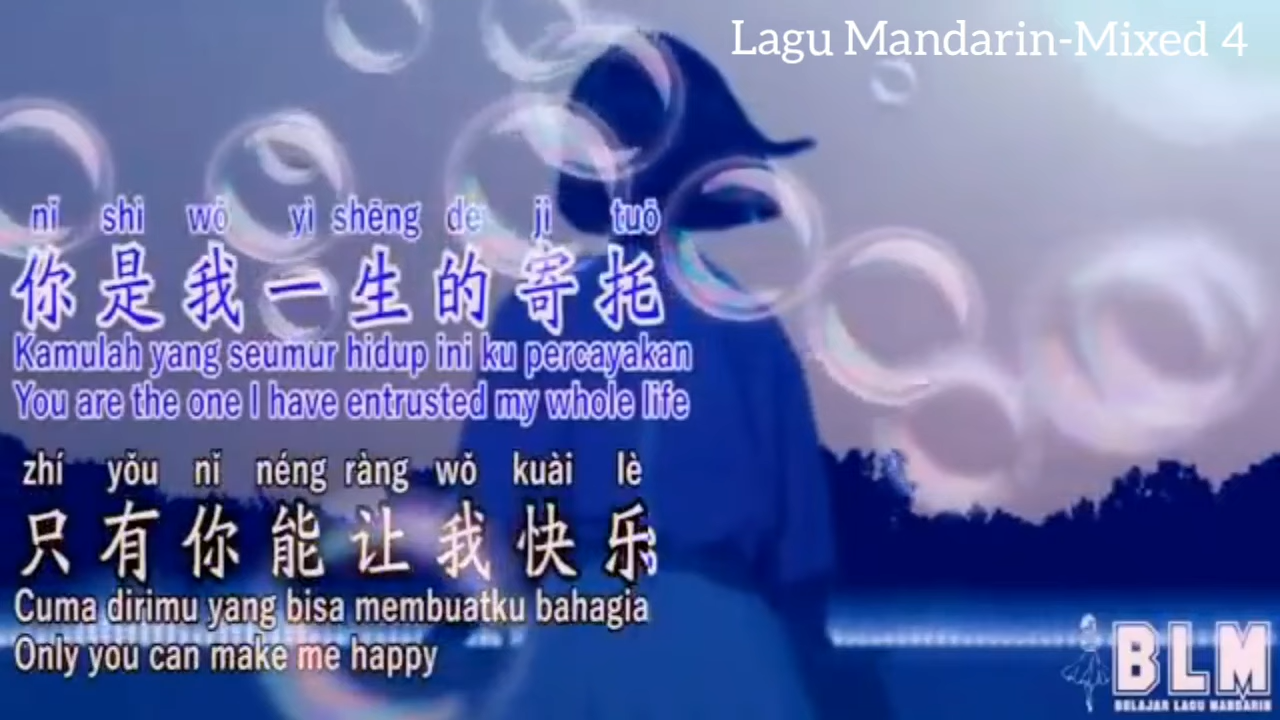 Lagu Mandarin-Mixed 4
nǐ shì wǒ yì shēng de jì tuō
你是我一生的寄托
Kamulah yang seumur hidup ini ku percayakan
You are the one I have entrusted my whole life
zhí yǒu nǐ néng ràng wǒ kuài lè
只有你能让我快乐
Cuma dirimu yang bisa membuatku bahagia
Only you can make me happy
BLM
BELAJAR LAGU MANDARIN